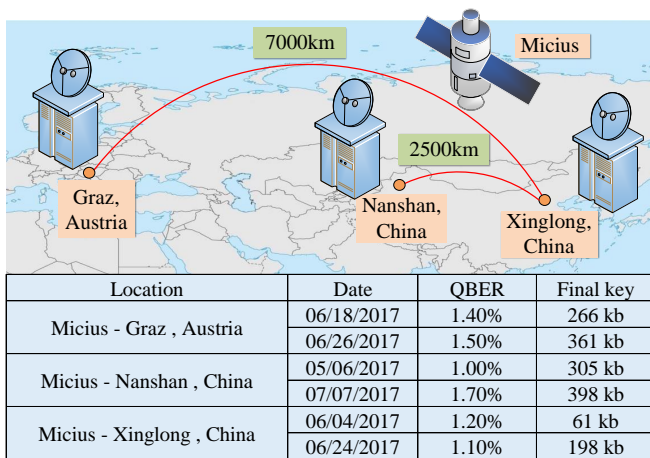 7000km
Micius
2500km
Graz,
Austria
Nanshan,
China
Xinglong,
China
Location Date QBER Final key
Micius - Graz , Austria
06/18/2017 1.40% 266 kb
06/26/2017 1.50% 361 kb
Micius - Nanshan , China
05/06/2017 1.00% 305 kb
07/07/2017 1.70% 398 kb
Micius - Xinglong , China
06/04/2017 1.20% 61 kb
06/24/2017 1.10% 198 kb